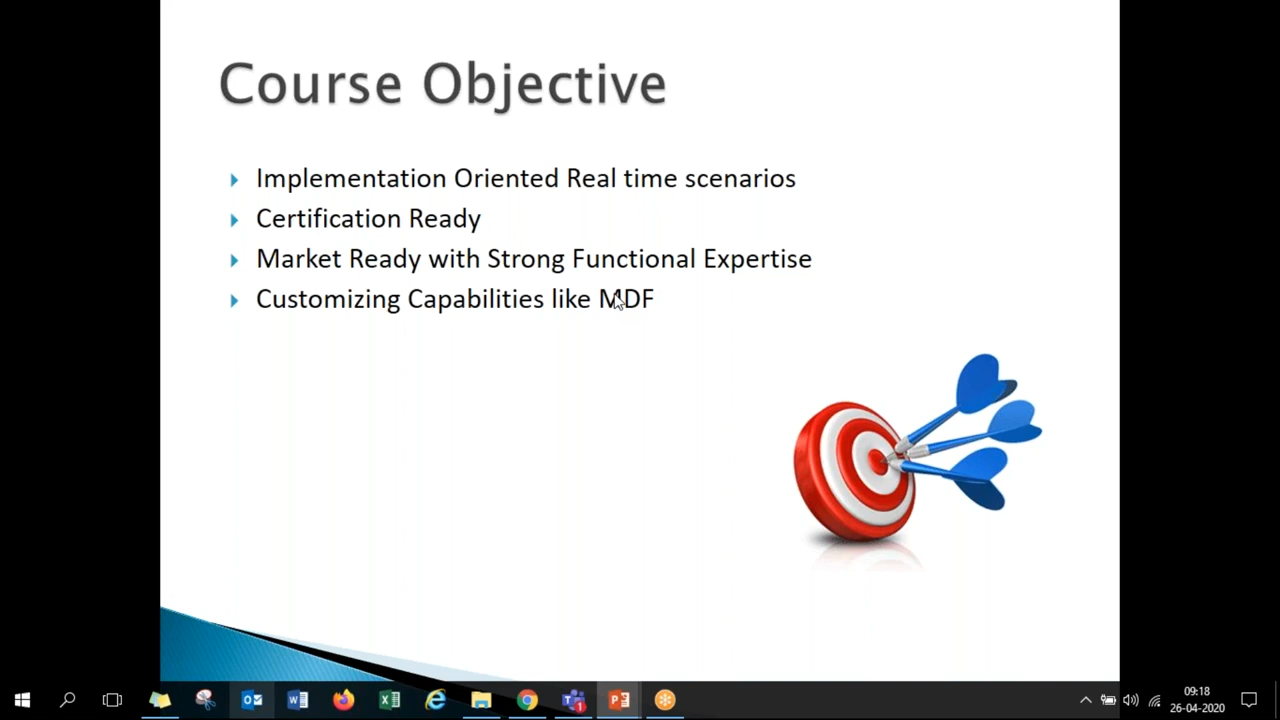 Course Objective
Implementation Oriented Real time scenarios
Certification Ready
Market Ready with Strong Functional Expertise
Customizing Capabilities like MDF
09:18
26-04-2020